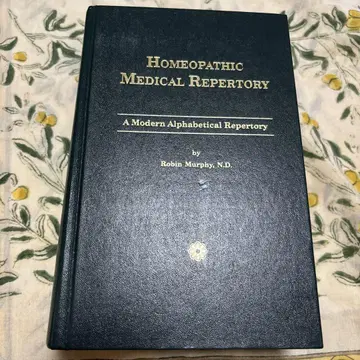 HOMEOPATHIC
MEDICAL REPERTORY
A Modern Alphabetical Repertory
by
Robin Murphy, N.D.